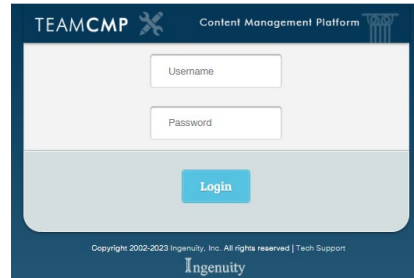 TEAMCMP Content Management Platform
Username
Password
Login
Copyright 2002-2023 Ingenuity, Inc. All rights reserved | Tech Support
Ingenuity